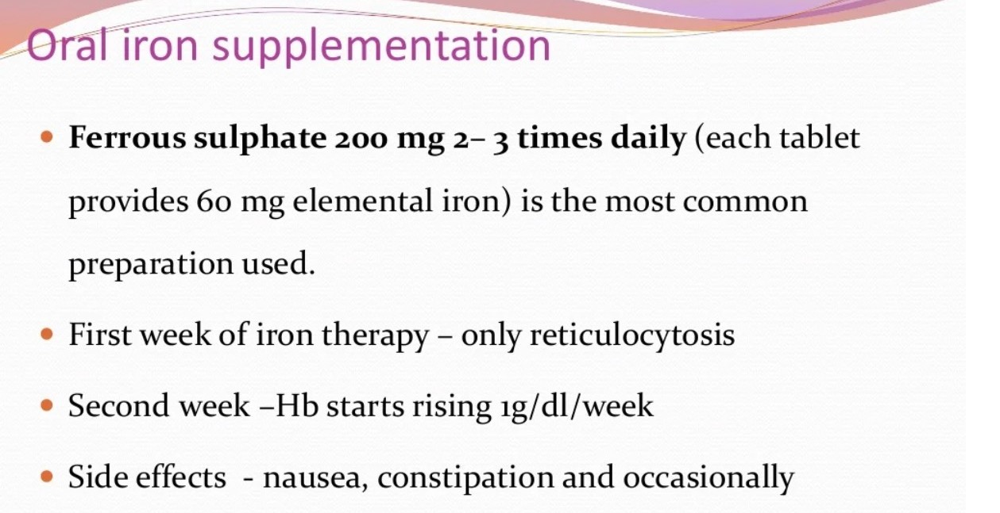 Oral iron supplementation
• Ferrous sulphate 200 mg 2– 3 times daily (each tablet
provides 60 mg elemental iron) is the most common
preparation used.
• First week of iron therapy – only reticulocytosis
• Second week –Hb starts rising 1g/dl/week
• Side effects  - nausea, constipation and occasionally